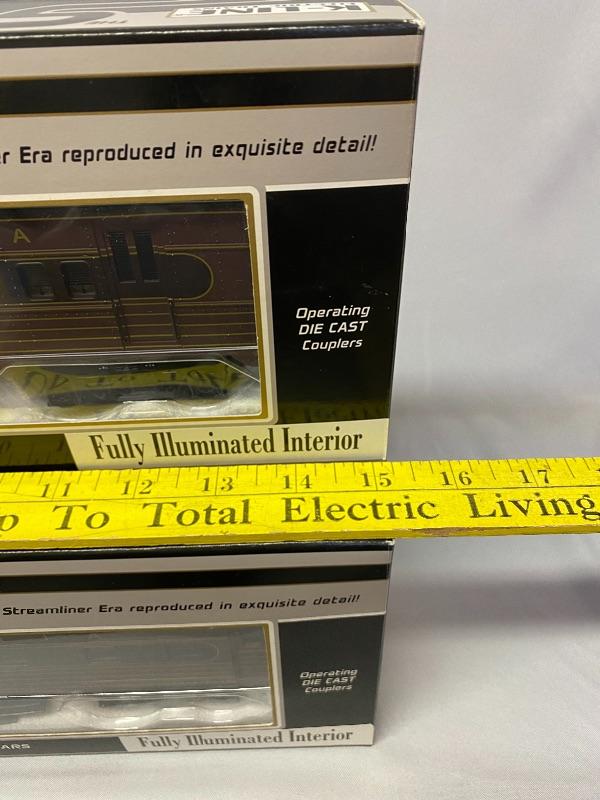 K-LINE
r Era reproduced in exquisite detail!
A
Operating
DIE CAST
Couplers
Fully Illuminated Interior
11 12 13 14 15 16 17
p To Total Electric Living
Streamliner Era reproduced in exquisite detail!
Operating
DIE CAST
Couplers
ARS
Fully Illuminated Interior